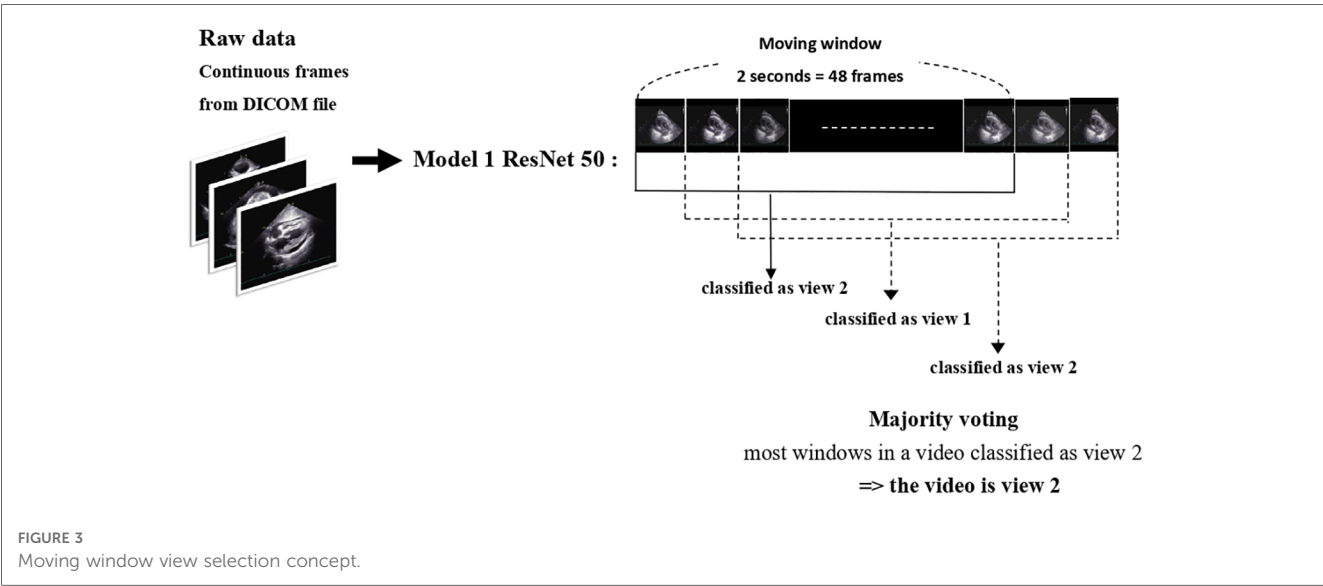 Raw data
Continuous frames
from DICOM file
Model 1 ResNet 50 :
Moving window
2 seconds = 48 frames
classified as view 2
classified as view 1
classified as view 2
Majority voting
most windows in a video classified as view 2
=> the video is view 2
FIGURE 3
Moving window view selection concept.